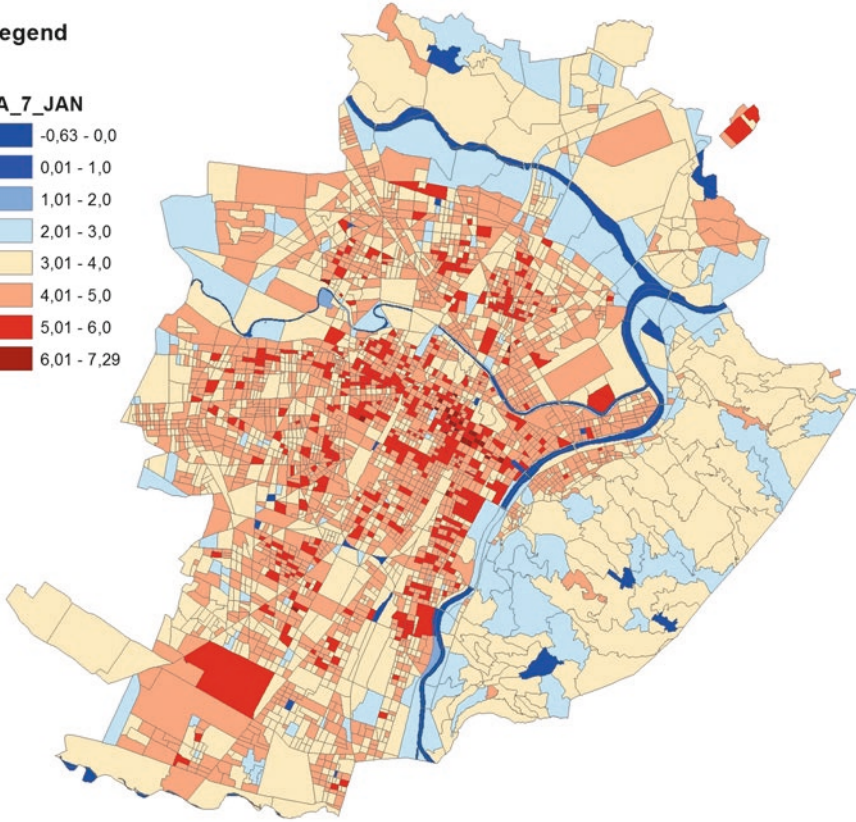 egend
A_7_JAN
-0,63 - 0,0
0,01 - 1,0
1,01 - 2,0
2,01 - 3,0
3,01 - 4,0
4,01 - 5,0
5,01 - 6,0
6,01 - 7,29